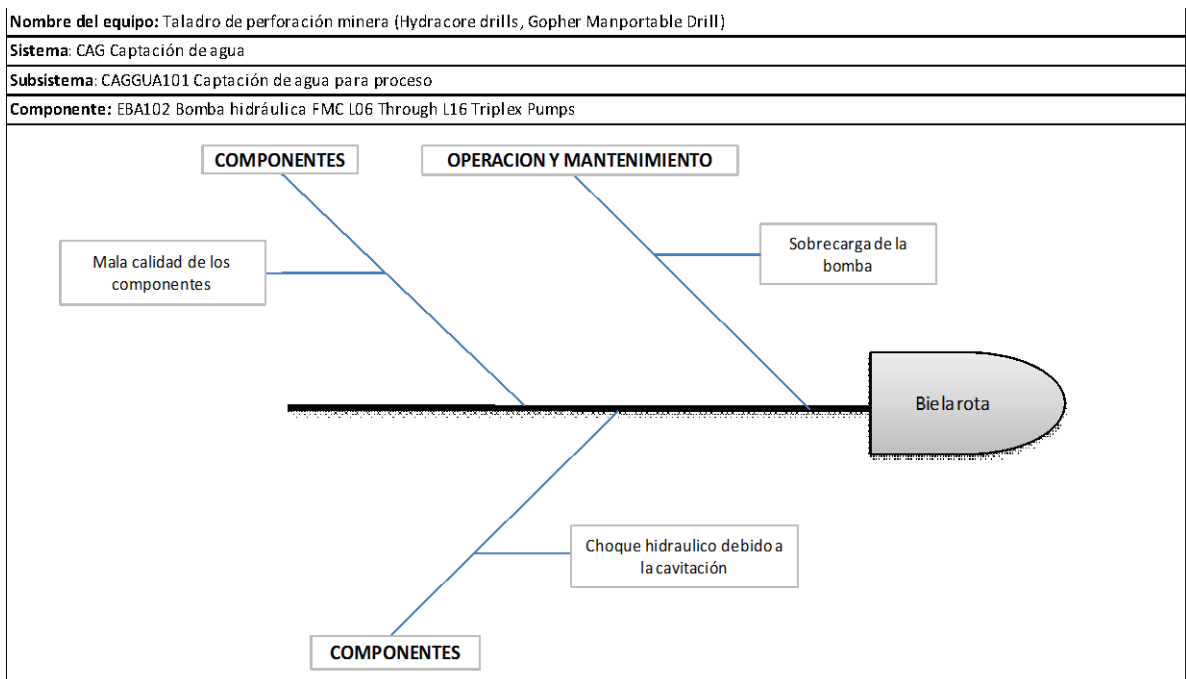 Nombre del equipo: Taladro de perforación minera (Hydracore drills, Gopher Manportable Drill)
Sistema: CAG Captación de agua
Subsistema: CAGGUA101 Captación de agua para proceso
Componente: EBA102 Bomba hidráulica FMC L06 Through L16 Triplex Pumps
COMPONENTES
OPERACION Y MANTENIMIENTO
Mala calidad de los
componentes
Sobrecarga de la
bomba
Biela rota
Choque hidraulico debido a
la cavitación
COMPONENTES